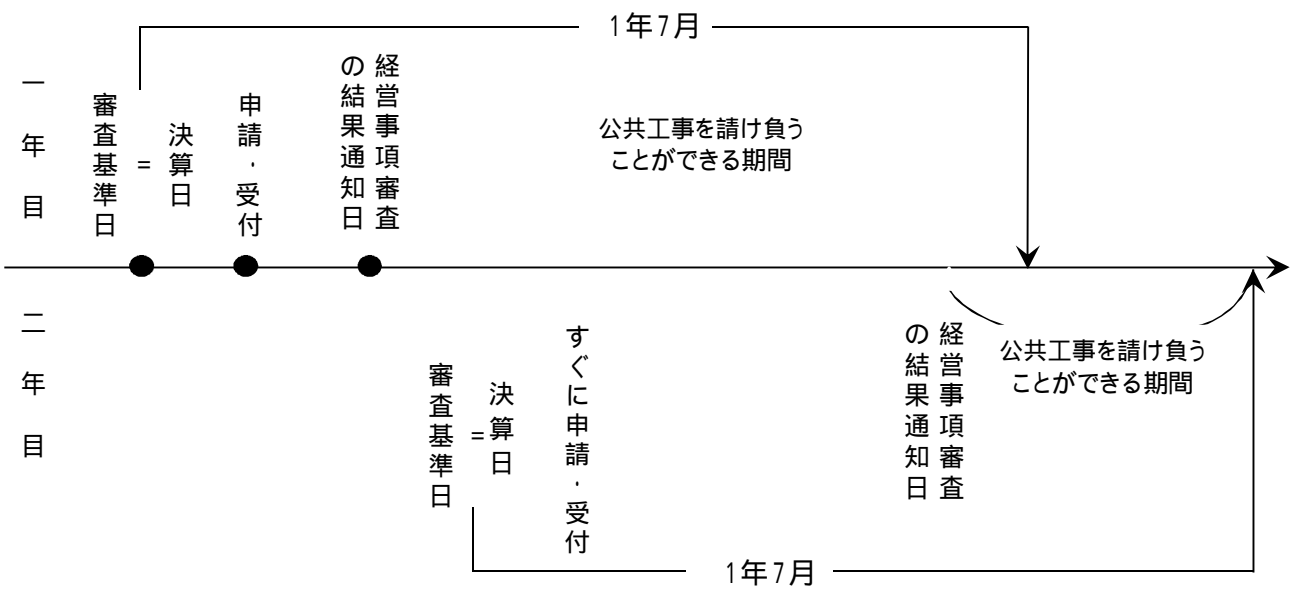 1年7月
一年目
審査基準日
=
決算日
申請・受付
経営事項審査
の結果通知日
公共工事を請け負う
ことができる期間
二年目
審査基準日
=
決算日
すぐに申請・受付
経営事項審査
の結果通知日
公共工事を請け負う
ことができる期間
1年7月